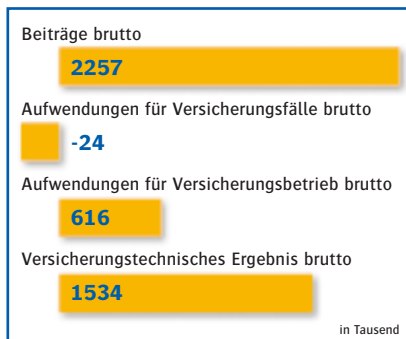 Beiträge brutto
2257
Aufwendungen für Versicherungsfälle brutto
-24
Aufwendungen für Versicherungsbetrieb brutto
616
Versicherungstechnisches Ergebnis brutto
1534
in Tausend